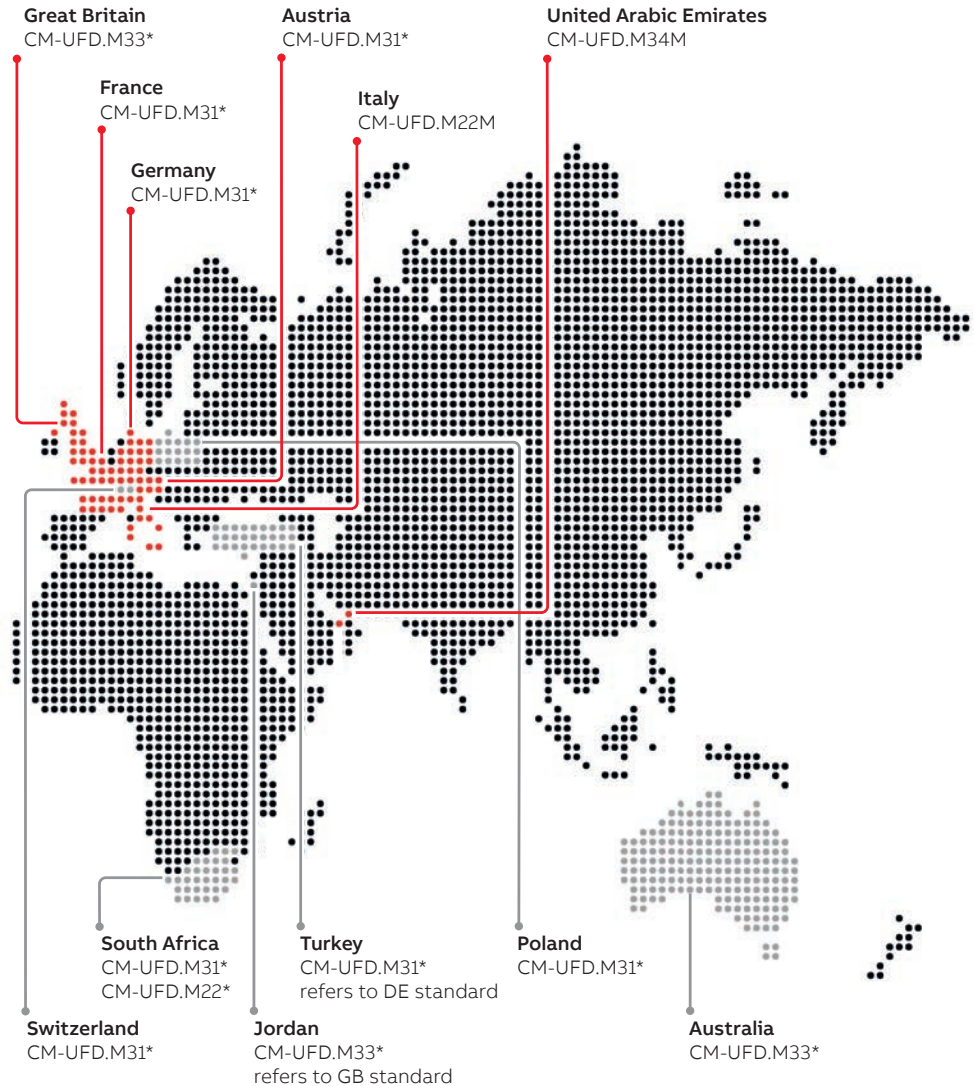 Great Britain
CM-UFD.M33*
Austria
CM-UFD.M31*
United Arabic Emirates
CM-UFD.M34M
France
CM-UFD.M31*
Italy
CM-UFD.M22M
Germany
CM-UFD.M31*
South Africa
CM-UFD.M31*
CM-UFD.M22*
Turkey
CM-UFD.M31*
refers to DE standard
Poland
CM-UFD.M31*
Switzerland
CM-UFD.M31*
Jordan
CM-UFD.M33*
refers to GB standard
Australia
CM-UFD.M33*